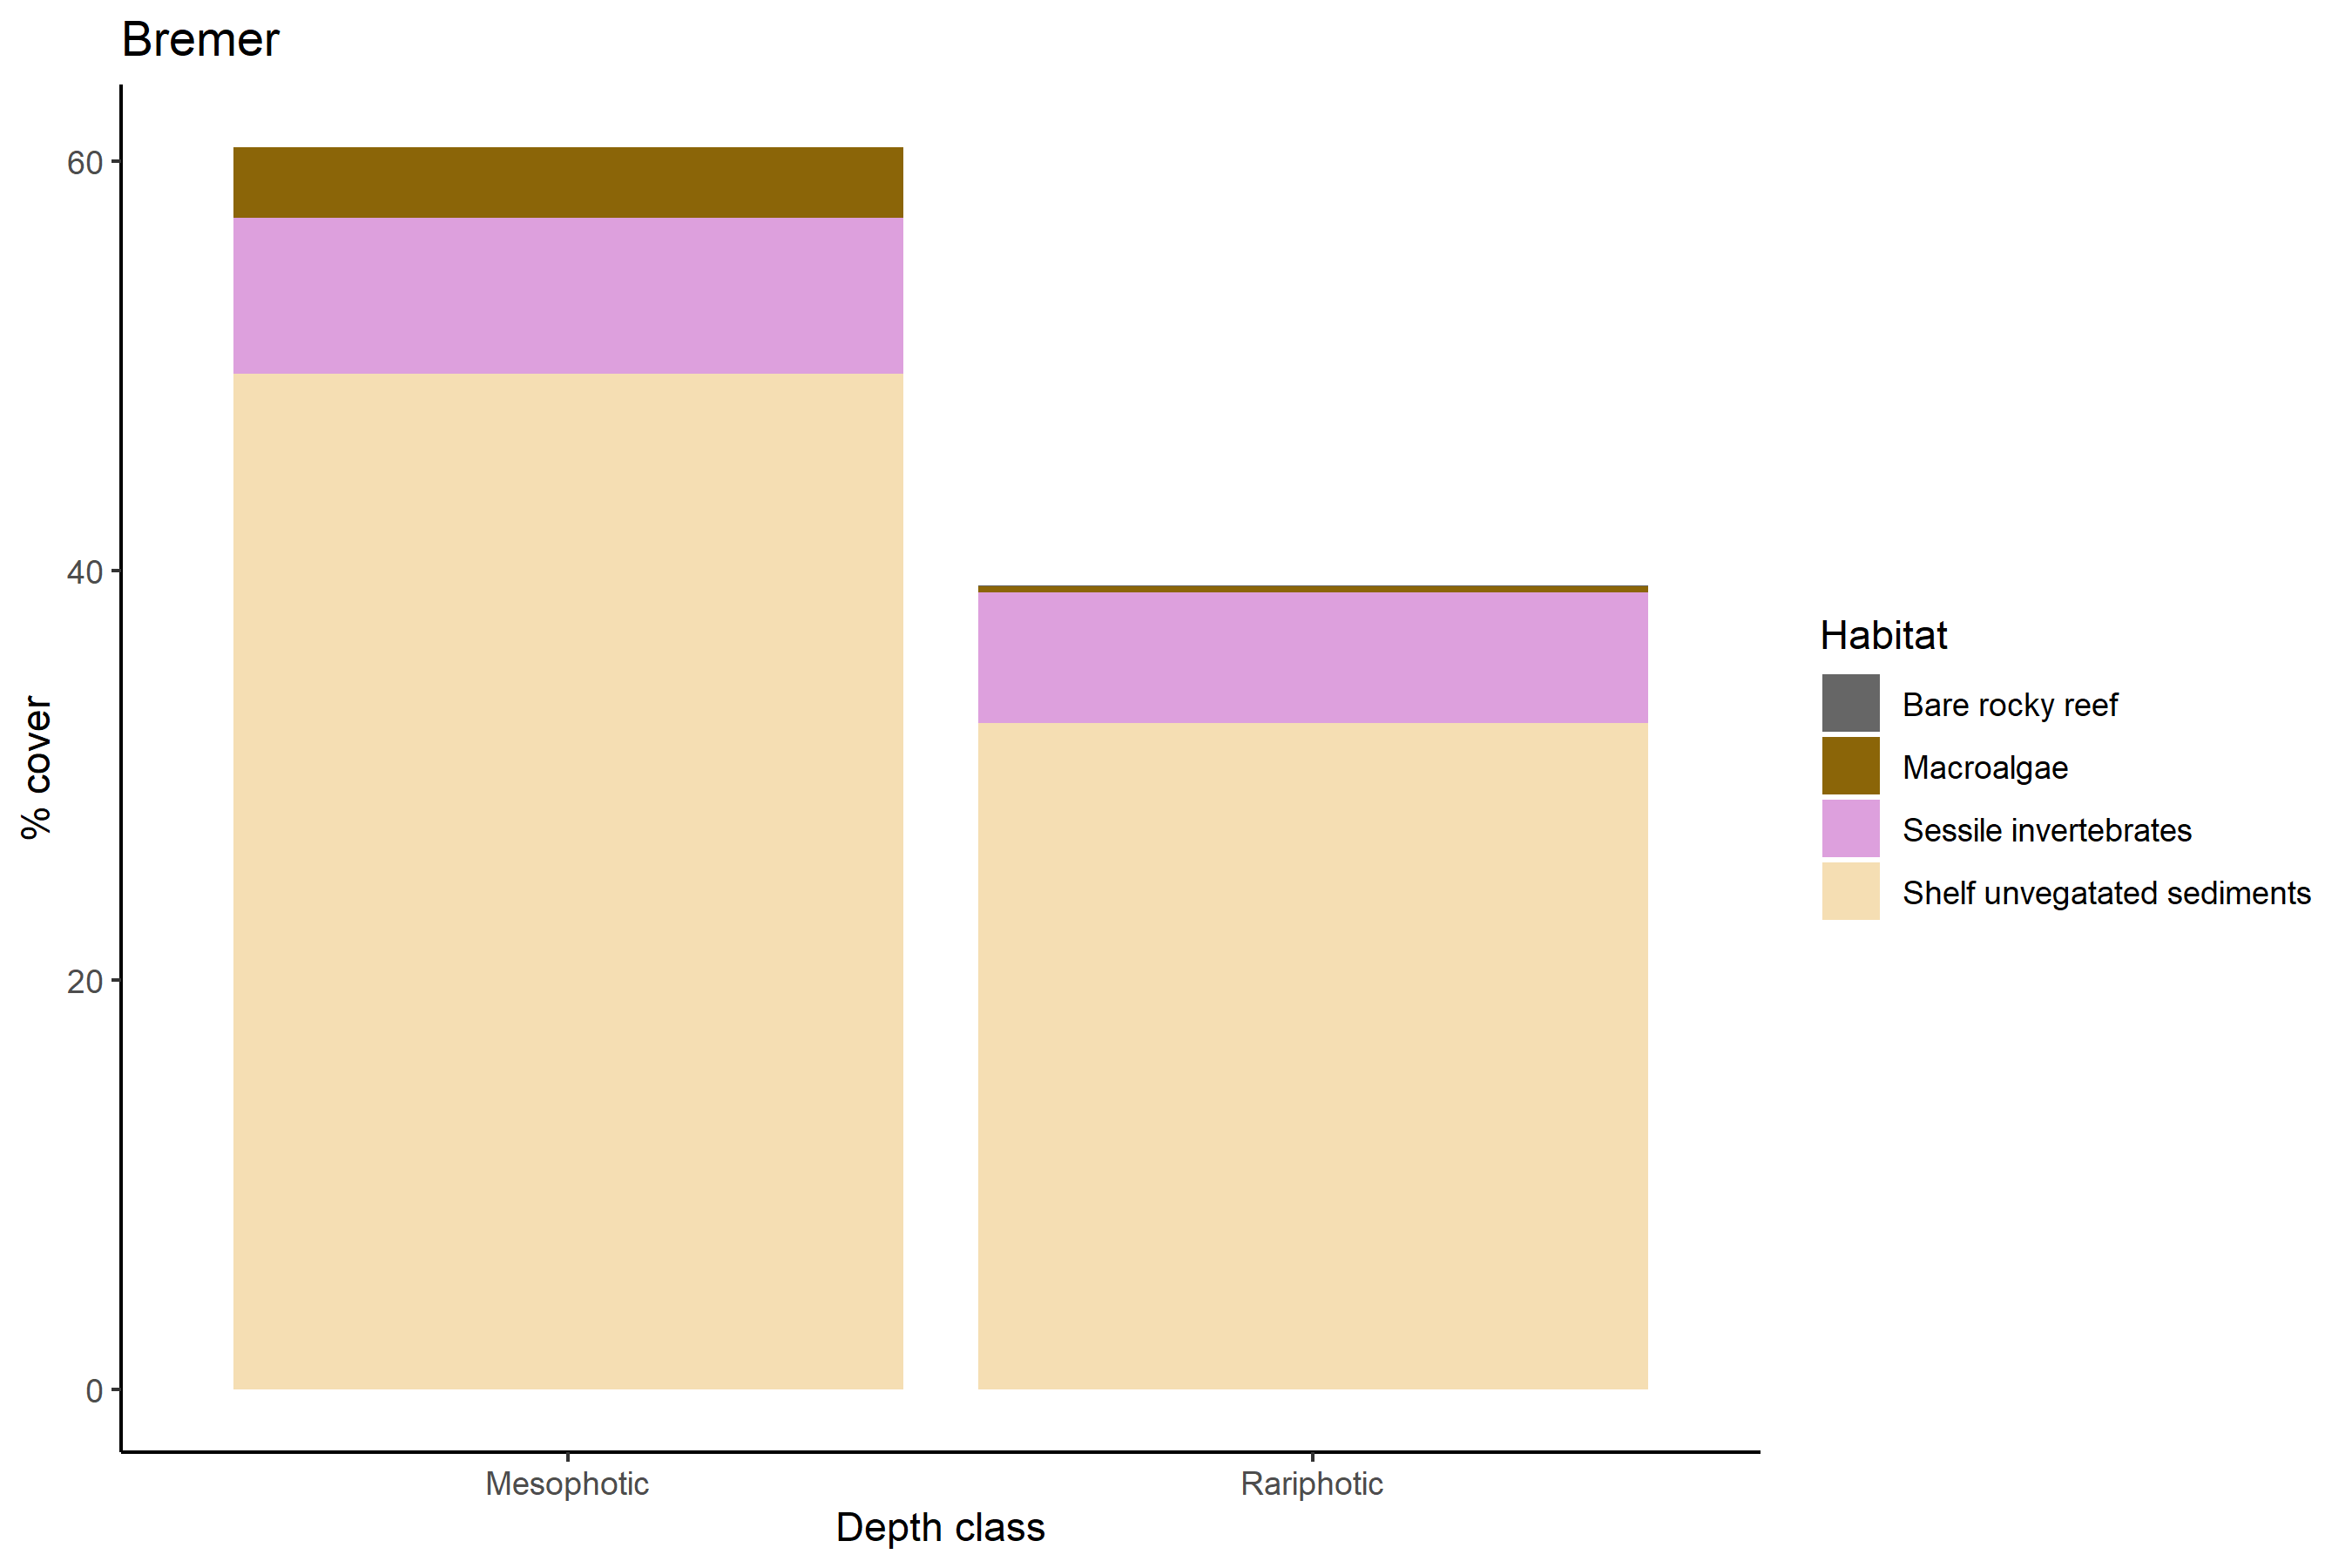 Bremer
60
40
20
0
% cover
Mesophotic
Rariphotic
Depth class
Habitat
Bare rocky reef
Macroalgae
Sessile invertebrates
Shelf unvegatated sediments